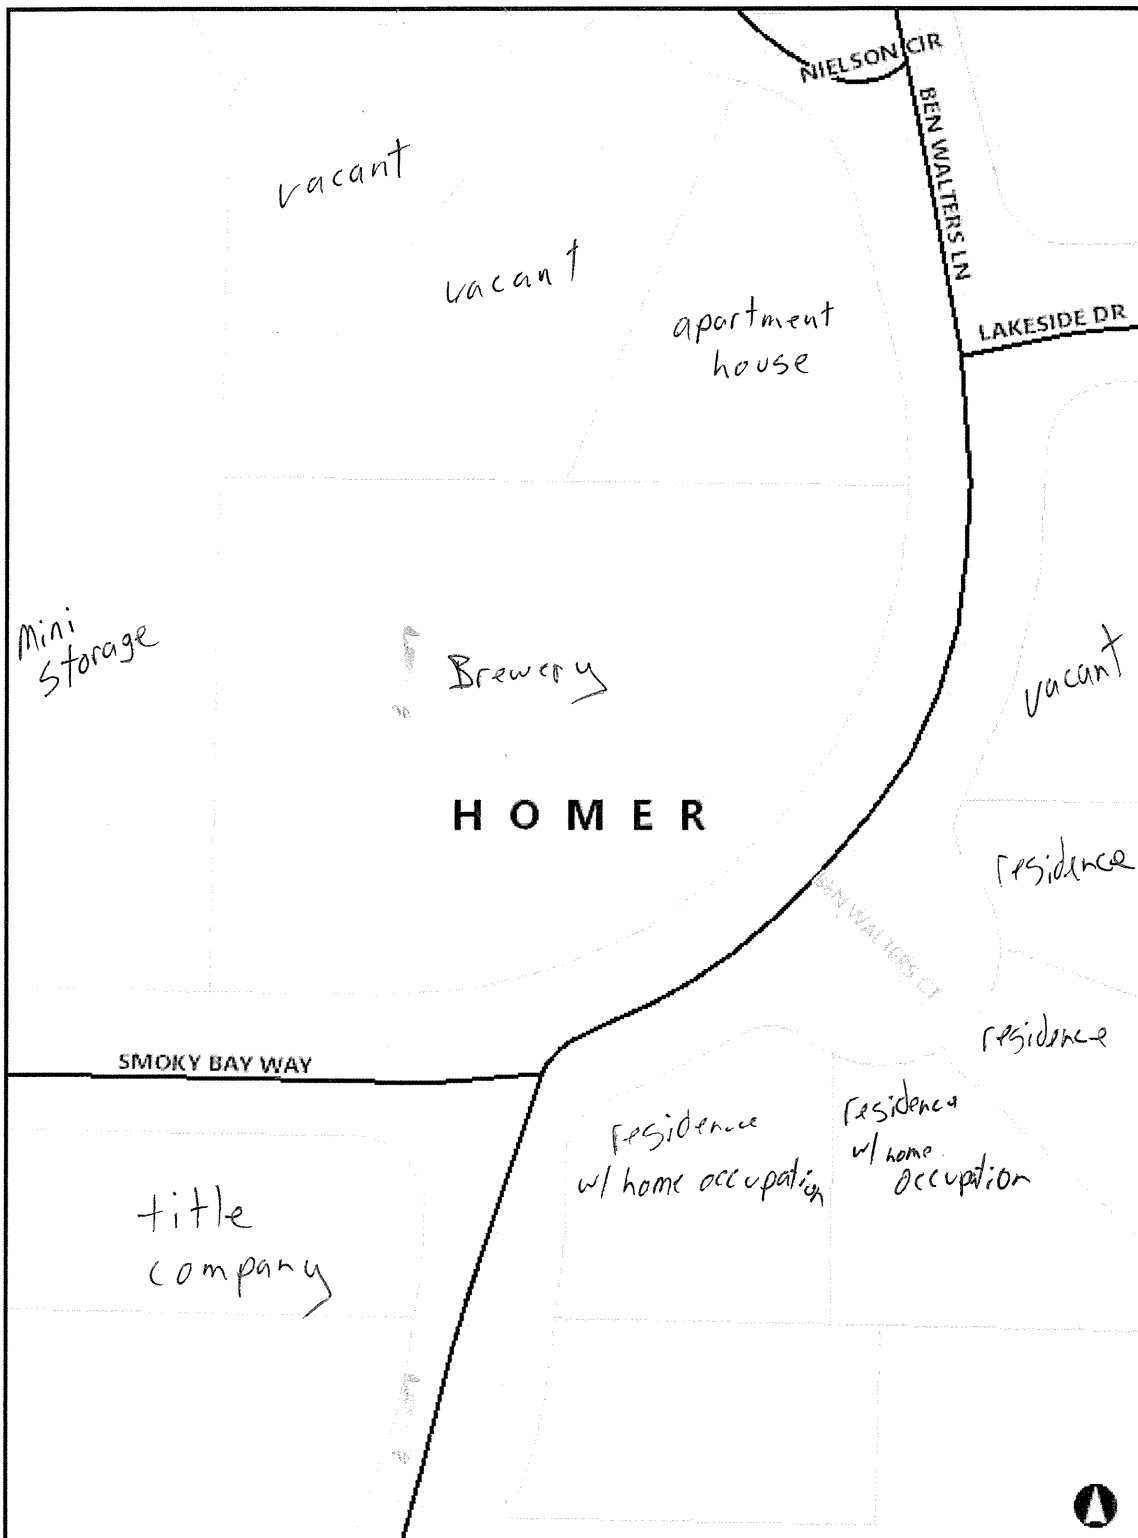 NIELSON CIR
BEN WALTERS LN
vacant
vacant
apartment
house
LAKESIDE DR
Mini
Storage
Brewery
vacant
HOMER
residence
BEN WALTERS CT
residence
SMOKY BAY WAY
residence
w/ home occupation
residence
w/ home
occupation
title
company